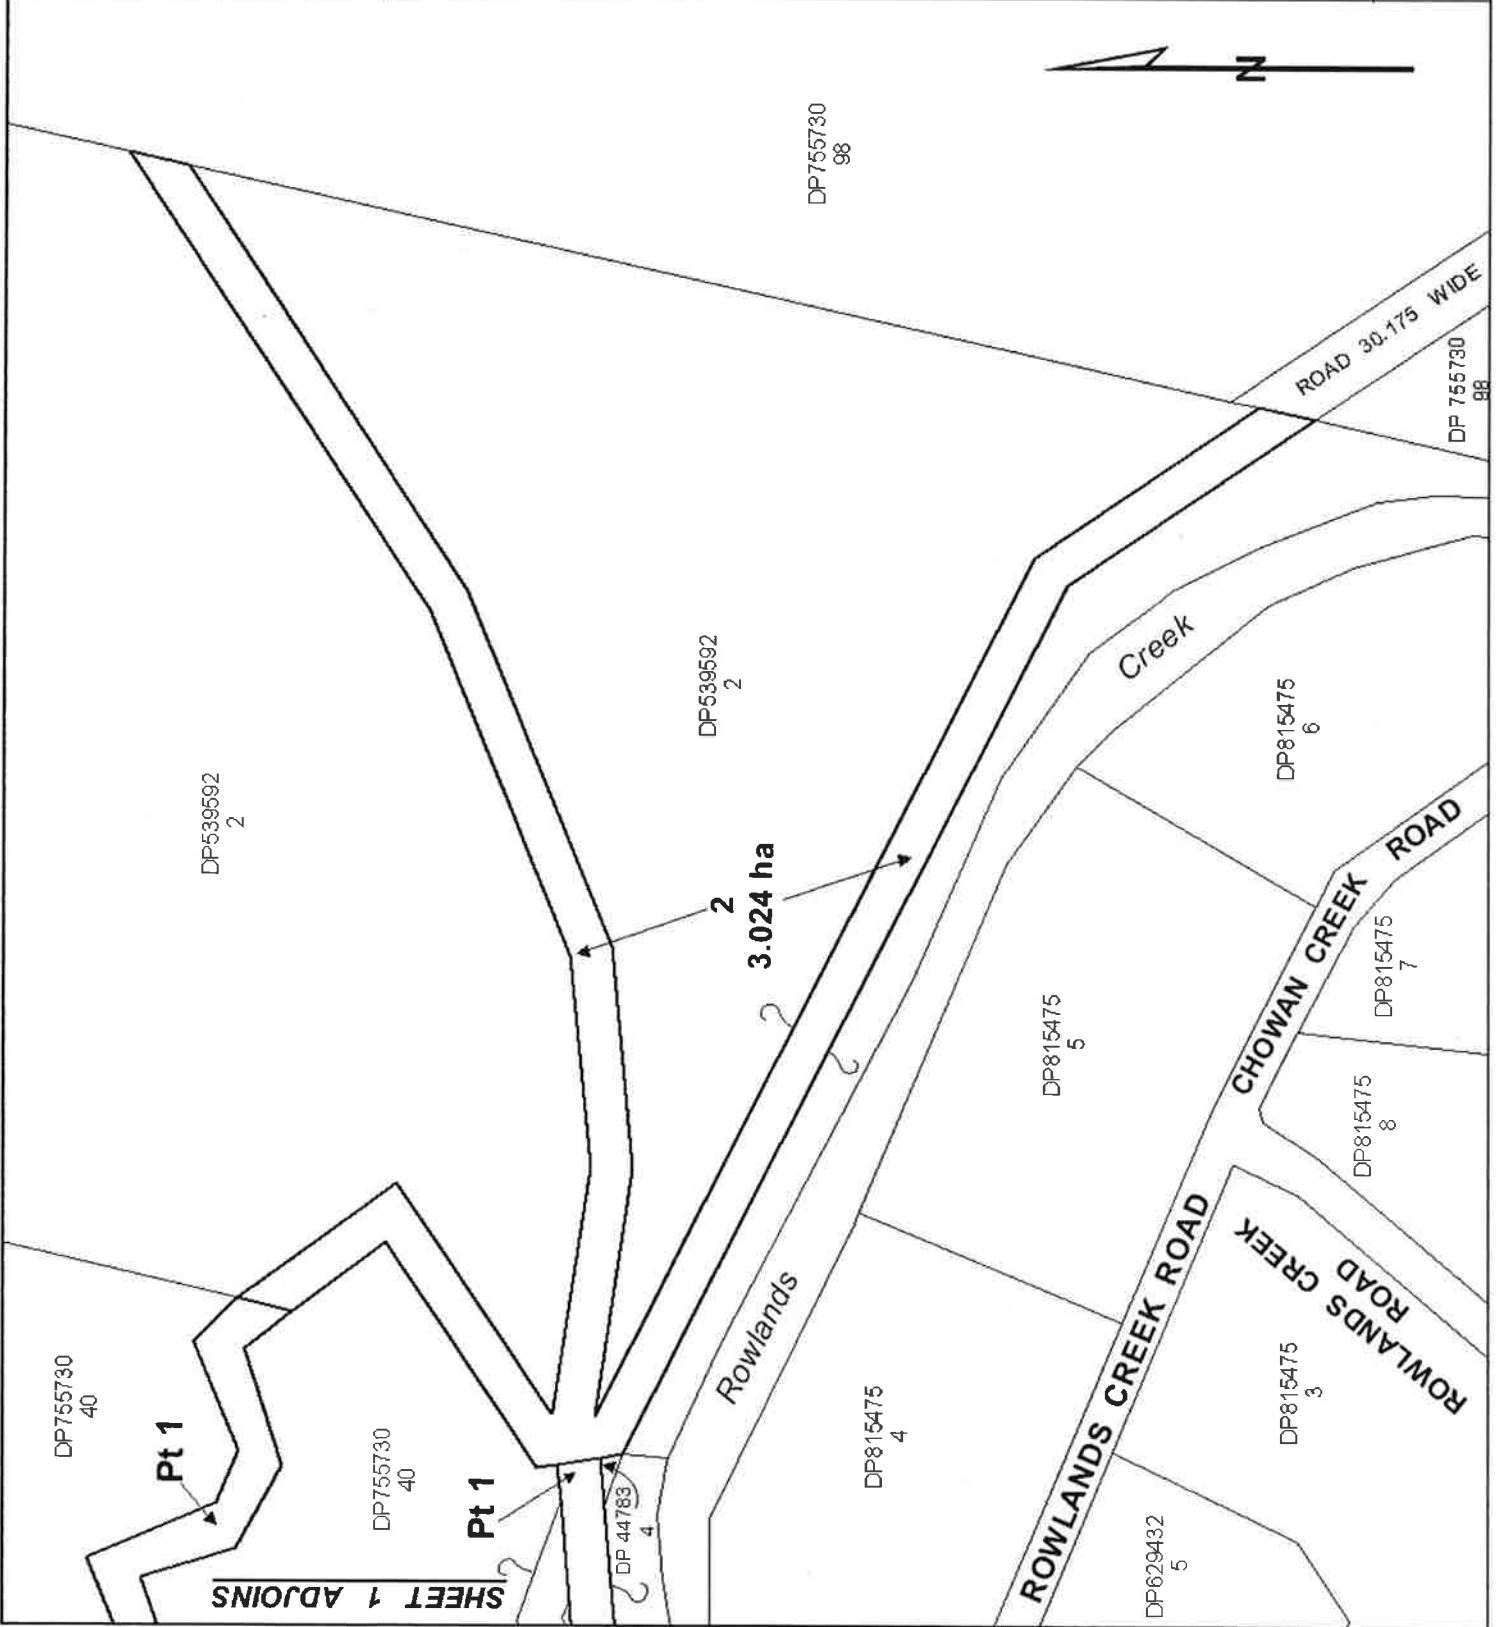 N
DP755730
98
ROAD 30.175 WIDE
DP 755730
88
DP539592
2
DP539592
2
2
3.024 ha
Creek
DP815475
6
CHOWAN CREEK ROAD
DP815475
7
DP815475
5
DP815475
8
Rowlands
ROWLANDS CREEK ROAD
ROWLANDS CREEK
ROAD
DP815475
3
DP815475
4
DP629432
5
DP755730
40
Pt 1
DP755730
40
Pt 1
DP 44783
4
SHEET 1 ADJOINS